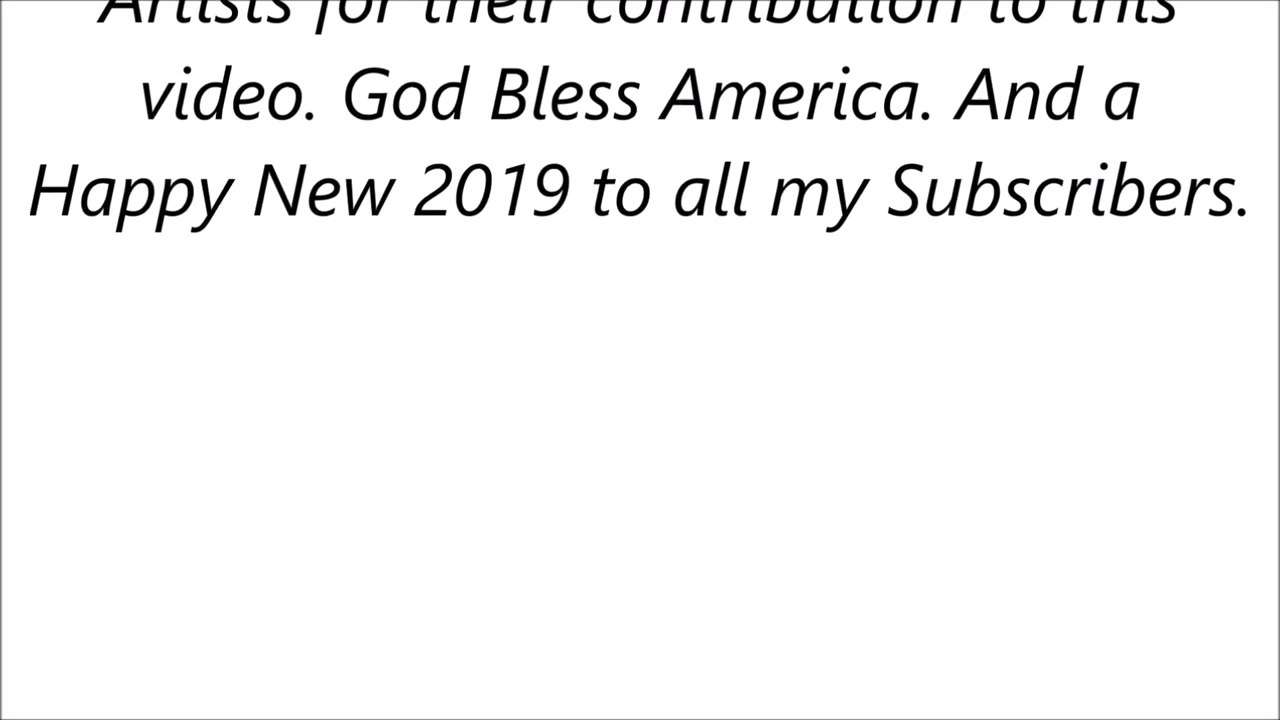 Artists for their contribution to this
video. God Bless America. And a
Happy New 2019 to all my Subscribers.